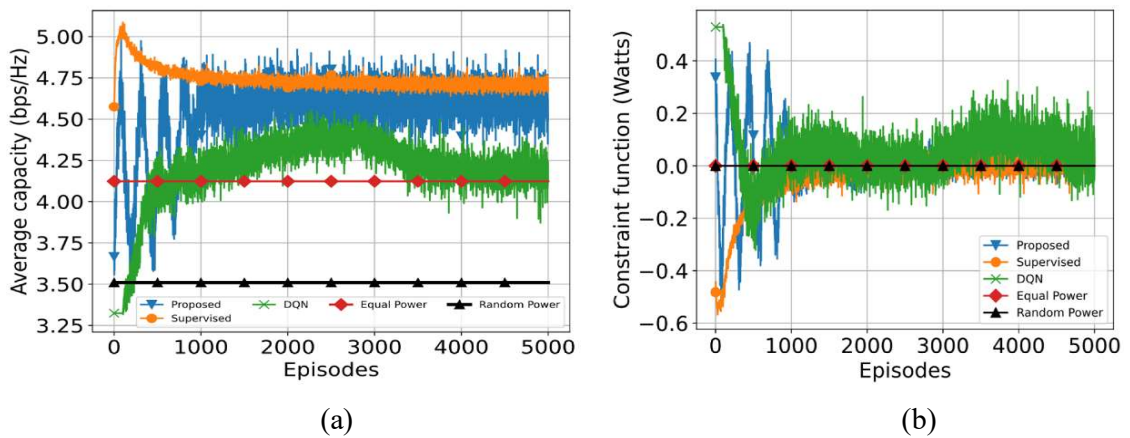 5.00
4.75
4.50
4.25
4.00
3.75
3.50
3.25
Average capacity (bps/Hz)
Proposed
Supervised
DQN
Equal Power
Random Power
0 1000 2000 3000 4000 5000
Episodes
(a)
0.4
0.2
0.0
−0.2
−0.4
−0.6
Constraint function (Watts)
Proposed
Supervised
DQN
Equal Power
Random Power
0 1000 2000 3000 4000 5000
Episodes
(b)